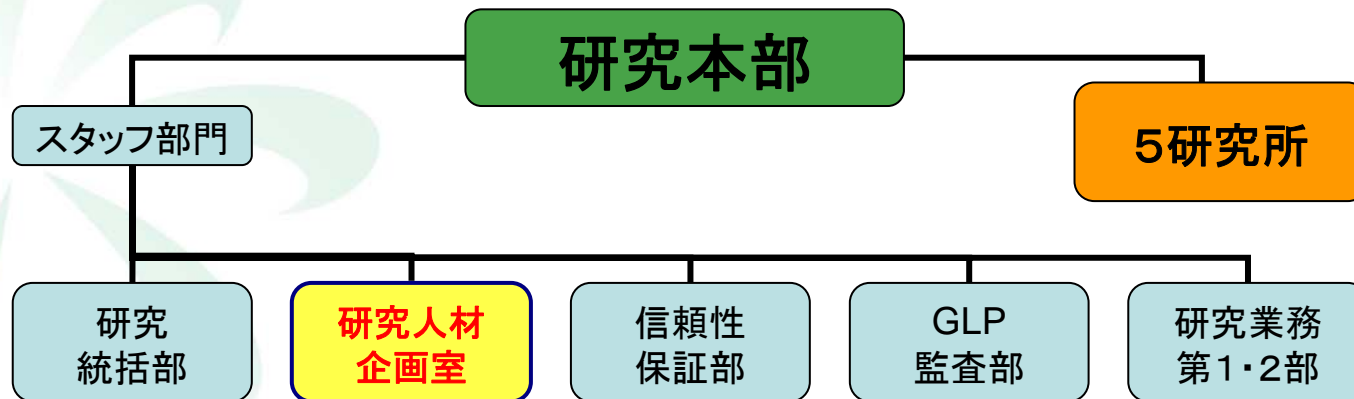 研究本部
スタッフ部門
5研究所
研究
統括部
研究人材
企画室
信頼性
保証部
GLP
監査部
研究業務
第1・2部